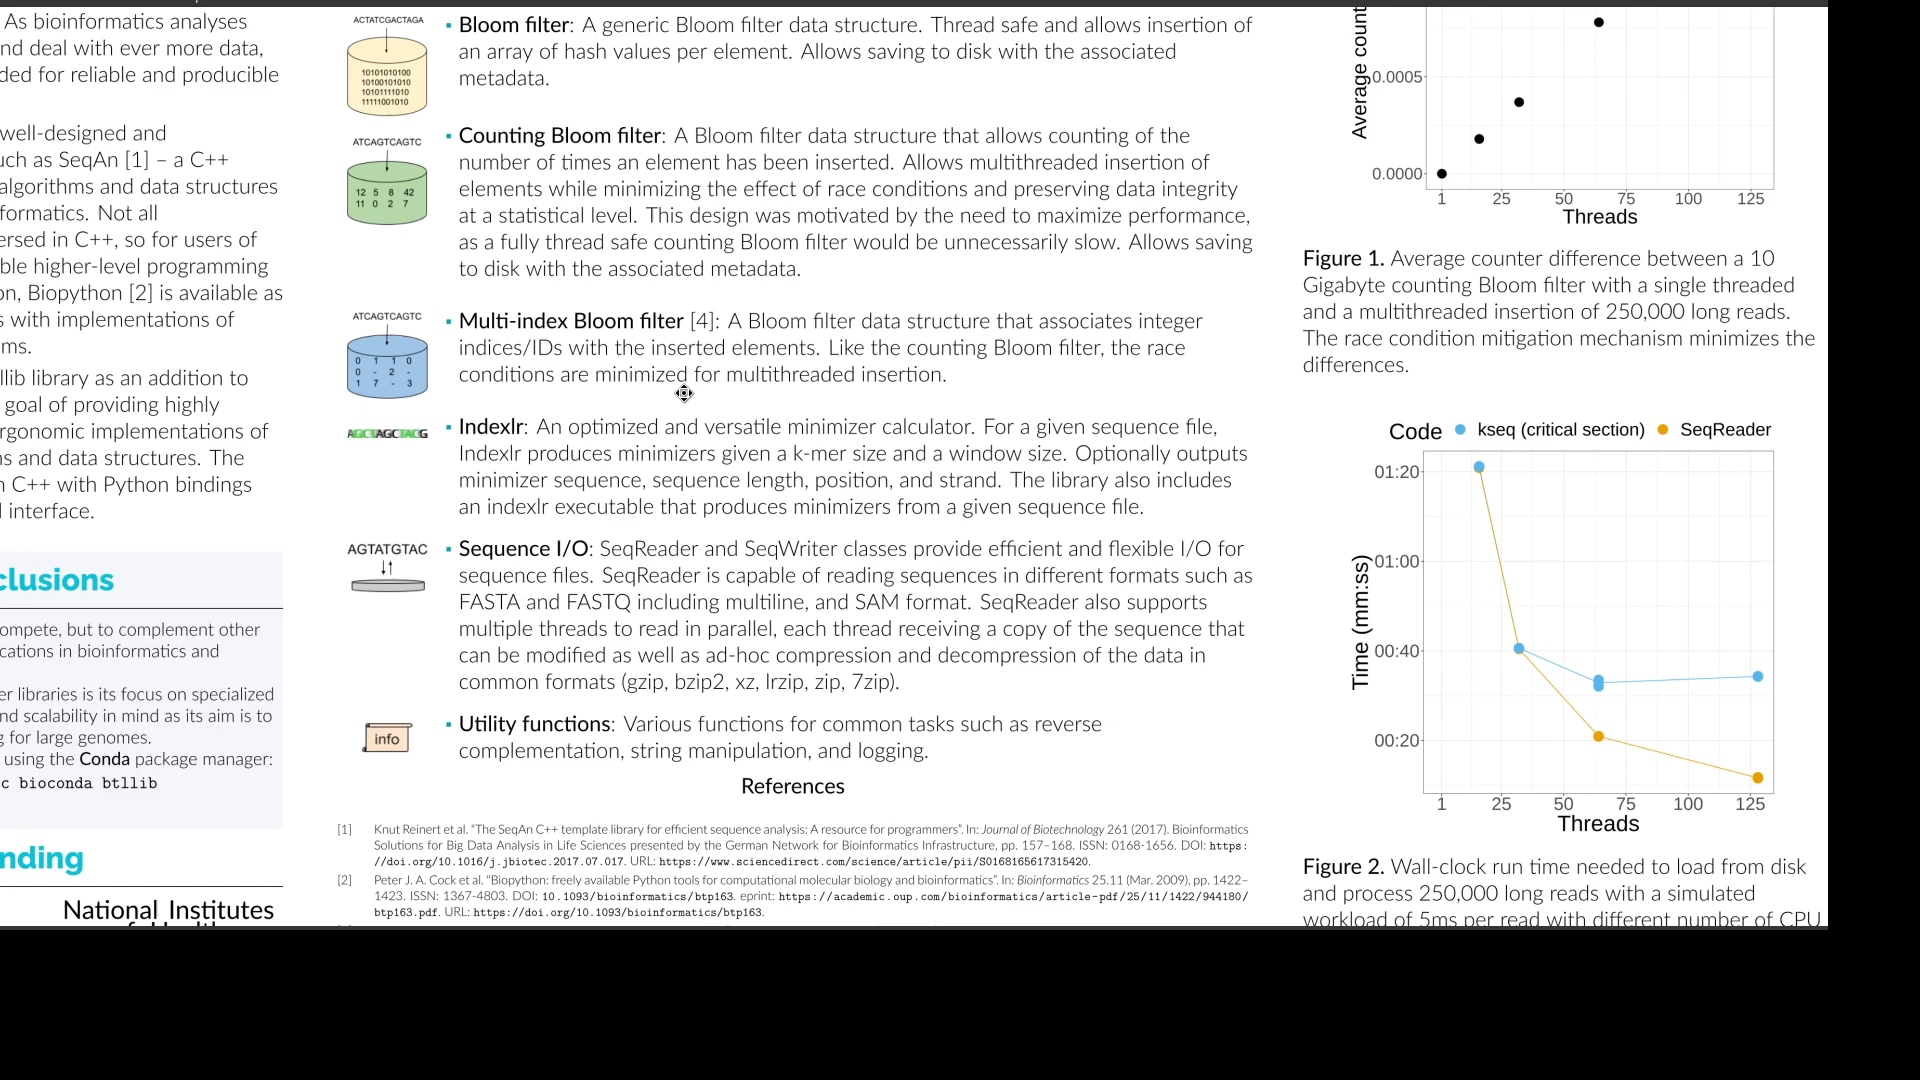 As bioinformatics analyses
nd deal with ever more data,
ded for reliable and producible
well-designed and
uch as SeqAn [1] – a C++
algorithms and data structures
formatics. Not all
ersed in C++, so for users of
ble higher-level programming
on, Biopython [2] is available as
s with implementations of
ms.
llib library as an addition to
goal of providing highly
rgonomic implementations of
ns and data structures. The
n C++ with Python bindings
l interface.
clusions
ompete, but to complement other
cations in bioinformatics and
er libraries is its focus on specialized
nd scalability in mind as its aim is to
g for large genomes.
using the Conda package manager:
c bioconda btllib
nding
National Institutes
of Health
ACTATCGACTAGA
10101010100
10100101010
10101111010
11111001010
▪ Bloom filter: A generic Bloom filter data structure. Thread safe and allows insertion of
an array of hash values per element. Allows saving to disk with the associated
metadata.
ATCAGTCAGTC
12 5 8 42
11 0 2 7
▪ Counting Bloom filter: A Bloom filter data structure that allows counting of the
number of times an element has been inserted. Allows multithreaded insertion of
elements while minimizing the effect of race conditions and preserving data integrity
at a statistical level. This design was motivated by the need to maximize performance,
as a fully thread safe counting Bloom filter would be unnecessarily slow. Allows saving
to disk with the associated metadata.
ATCAGTCAGTC
0 1 1 0
0 - 2 -
1 7 - 3
▪ Multi-index Bloom filter [4]: A Bloom filter data structure that associates integer
indices/IDs with the inserted elements. Like the counting Bloom filter, the race
conditions are minimized for multithreaded insertion.
AGCTAGCTACG
▪ Indexlr: An optimized and versatile minimizer calculator. For a given sequence file,
Indexlr produces minimizers given a k-mer size and a window size. Optionally outputs
minimizer sequence, sequence length, position, and strand. The library also includes
an indexlr executable that produces minimizers from a given sequence file.
AGTATGTAC
▪ Sequence I/O: SeqReader and SeqWriter classes provide efficient and flexible I/O for
sequence files. SeqReader is capable of reading sequences in different formats such as
FASTA and FASTQ including multiline, and SAM format. SeqReader also supports
multiple threads to read in parallel, each thread receiving a copy of the sequence that
can be modified as well as ad-hoc compression and decompression of the data in
common formats (gzip, bzip2, xz, lrzip, zip, 7zip).
info
▪ Utility functions: Various functions for common tasks such as reverse
complementation, string manipulation, and logging.
References
[1] Knut Reinert et al. “The SeqAn C++ template library for efficient sequence analysis: A resource for programmers”. In: Journal of Biotechnology 261 (2017). Bioinformatics
Solutions for Big Data Analysis in Life Sciences presented by the German Network for Bioinformatics Infrastructure, pp. 157–168. ISSN: 0168-1656. DOI: https:
//doi.org/10.1016/j.jbiotec.2017.07.017. URL: https://www.sciencedirect.com/science/article/pii/S0168165617315420.
[2] Peter J. A. Cock et al. “Biopython: freely available Python tools for computational molecular biology and bioinformatics”. In: Bioinformatics 25.11 (Mar. 2009), pp. 1422–
1423. ISSN: 1367-4803. DOI: 10.1093/bioinformatics/btp163. eprint: https://academic.oup.com/bioinformatics/article-pdf/25/11/1422/944180/
btp163.pdf. URL: https://doi.org/10.1093/bioinformatics/btp163.
Average count
0.0005
0.0000
1 25 50 75 100 125
Threads
Figure 1. Average counter difference between a 10
Gigabyte counting Bloom filter with a single threaded
and a multithreaded insertion of 250,000 long reads.
The race condition mitigation mechanism minimizes the
differences.
Code kseq (critical section) SeqReader
Time (mm:ss)
01:20
01:00
00:40
00:20
1 25 50 75 100 125
Threads
Figure 2. Wall-clock run time needed to load from disk
and process 250,000 long reads with a simulated
workload of 5ms per read with different number of CPU